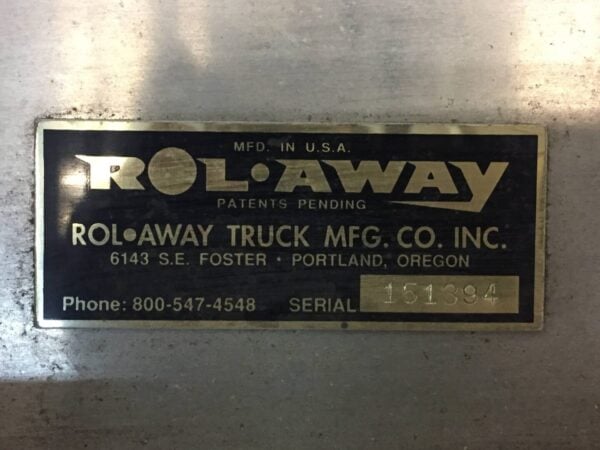 MFD. IN U.S.A.
ROL•AWAY
PATENTS PENDING
ROL•AWAY TRUCK MFG. CO. INC.
6143 S.E. FOSTER • PORTLAND, OREGON
Phone: 800-547-4548 SERIAL 151394